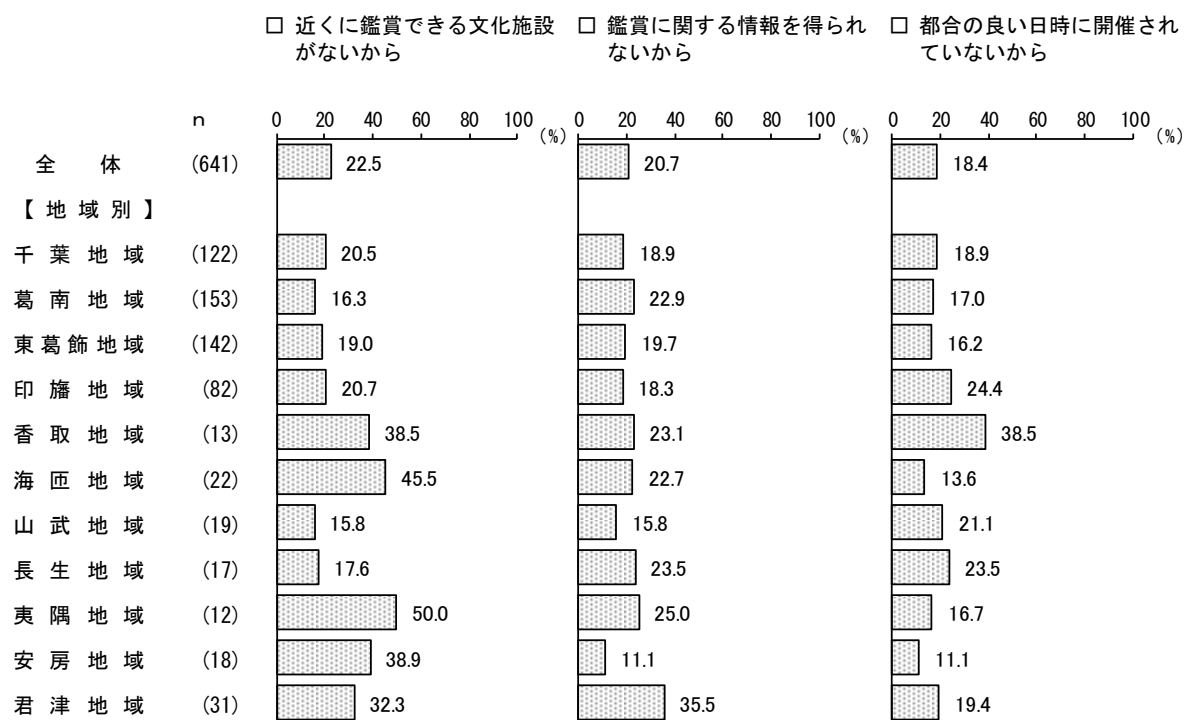 □ 近くに鑑賞できる文化施設
がないから
□ 鑑賞に関する情報を得られ
ないから
□ 都合の良い日時に開催され
ていないから
n 0 20 40 60 80 100 (%) 0 20 40 60 80 100 (%) 0 20 40 60 80 100 (%)
全体 (641) 22.5 20.7 18.4
【地域別】
千葉地域 (122) 20.5 18.9 18.9
葛南地域 (153) 16.3 22.9 17.0
東葛飾地域 (142) 19.0 19.7 16.2
印旛地域 (82) 20.7 18.3 24.4
香取地域 (13) 38.5 23.1 38.5
海匝地域 (22) 45.5 22.7 13.6
山武地域 (19) 15.8 15.8 21.1
長生地域 (17) 17.6 23.5 23.5
夷隅地域 (12) 50.0 25.0 16.7
安房地域 (18) 38.9 11.1 11.1
君津地域 (31) 32.3 35.5 19.4